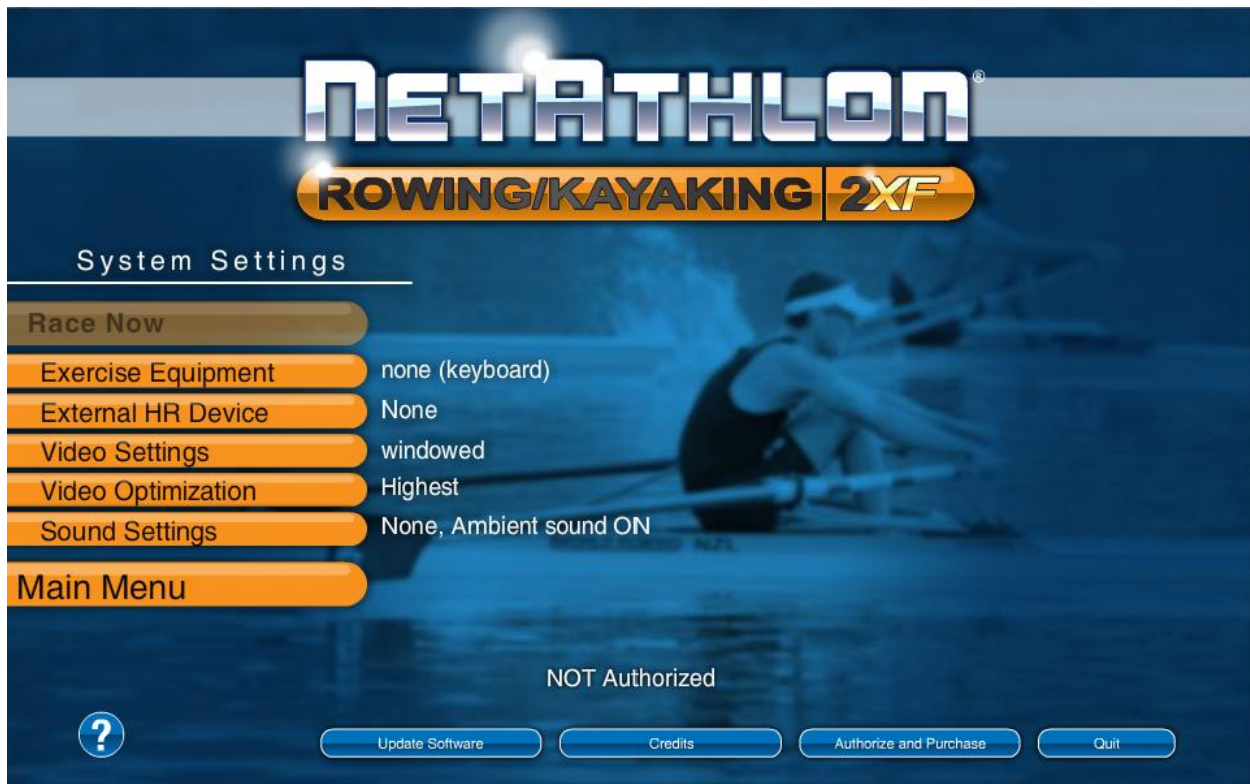 NETATHLON®
ROWING/KAYAKING 2XF
System Settings
Race Now
Exercise Equipment none (keyboard)
External HR Device None
Video Settings windowed
Video Optimization Highest
Sound Settings None, Ambient sound ON
Main Menu
NOT Authorized
?
Update Software Credits Authorize and Purchase Quit